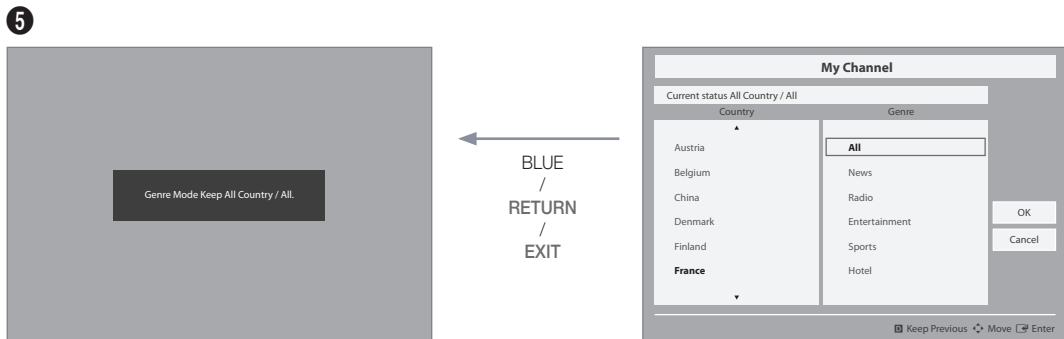 5
Genre Mode Keep All Country / All.
BLUE
/
RETURN
/
EXIT
My Channel
Current status All Country / All
Country Genre
▲
Austria All
Belgium News
China Radio
Denmark Entertainment
Finland Sports
France Hotel
▼
OK
Cancel
D Keep Previous Move Enter